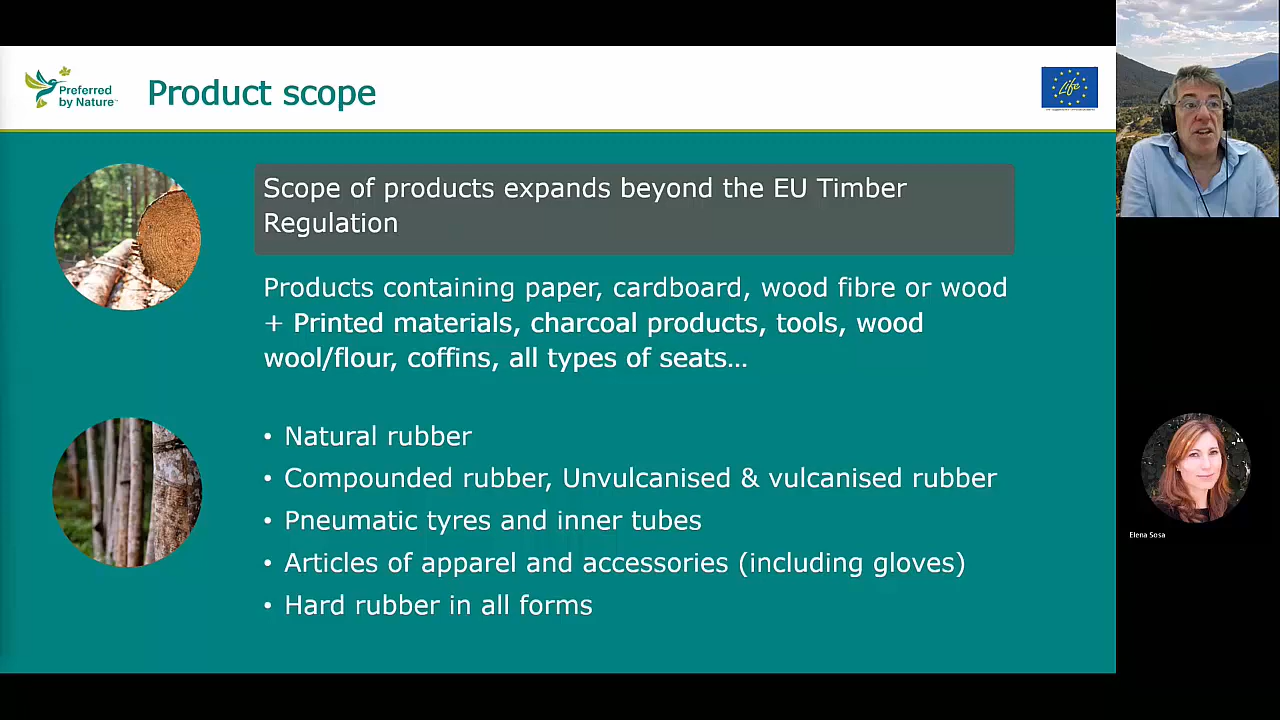 Preferred
by Nature™
Product scope
Life
Scope of products expands beyond the EU Timber
Regulation
Products containing paper, cardboard, wood fibre or wood
+ Printed materials, charcoal products, tools, wood
wool/flour, coffins, all types of seats...
• Natural rubber
• Compounded rubber, Unvulcanised & vulcanised rubber
• Pneumatic tyres and inner tubes
• Articles of apparel and accessories (including gloves)
• Hard rubber in all forms
Elena Sosa